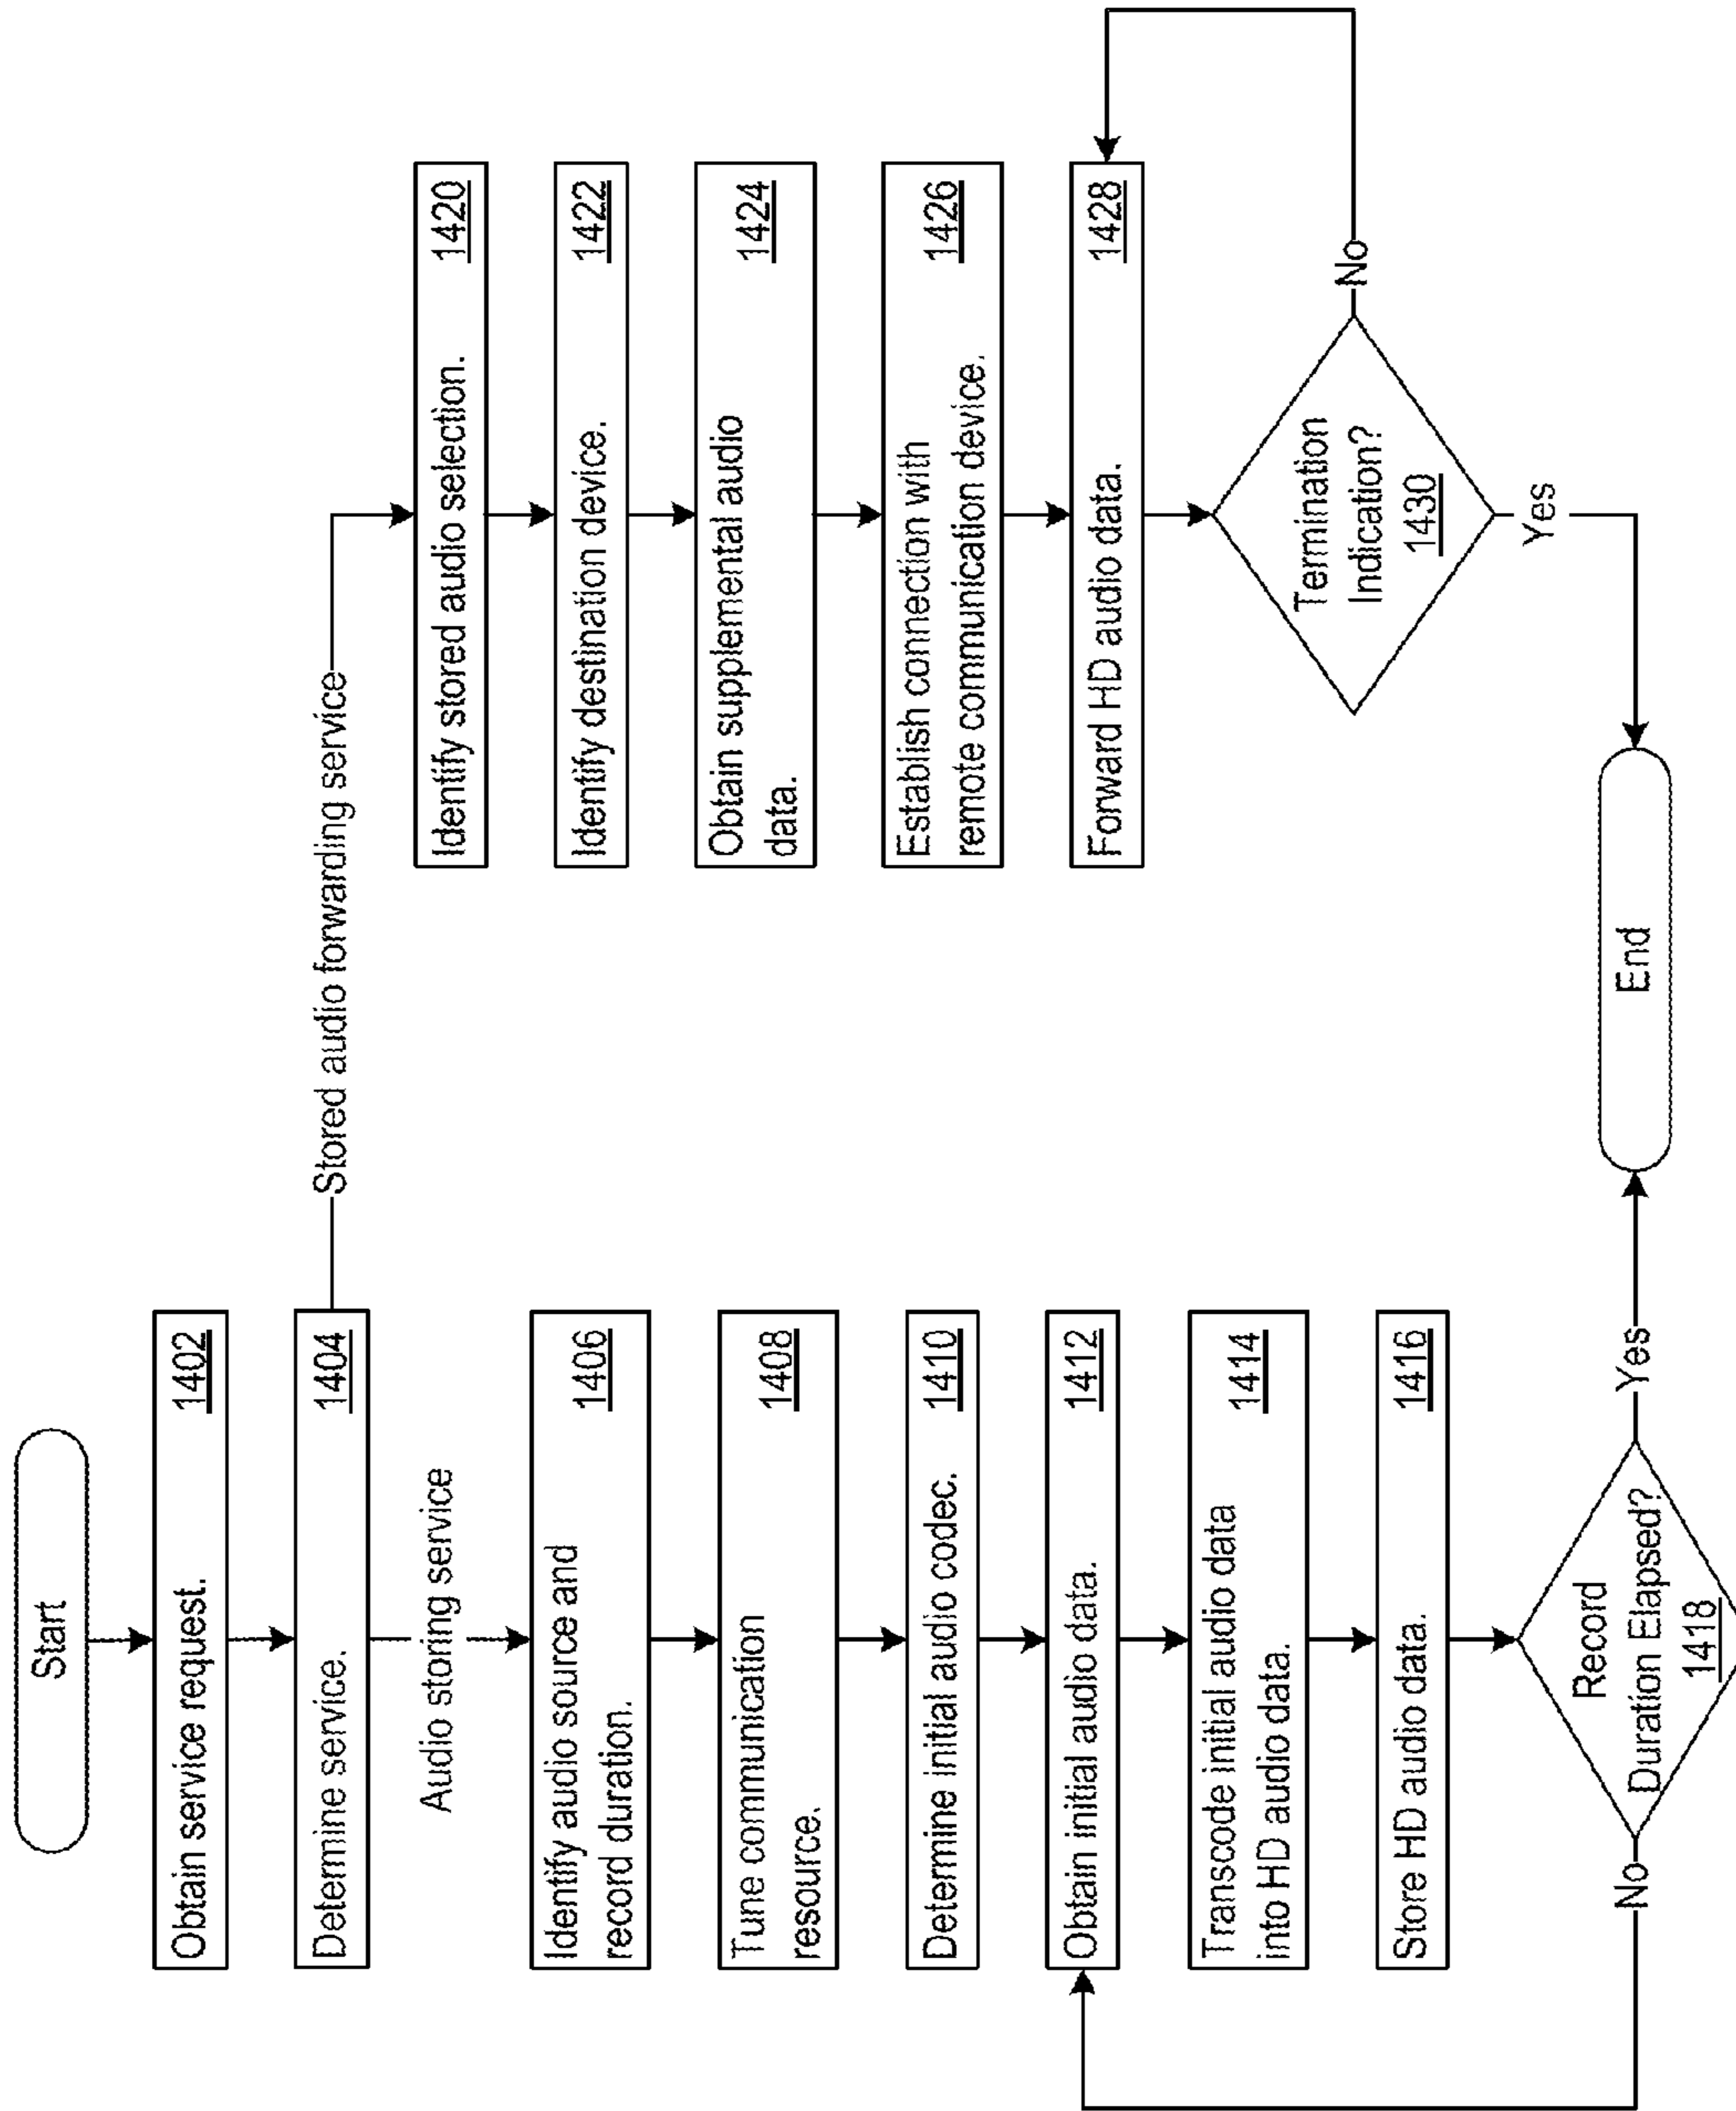 Start
Obtain service request. 1402
Determine service. 1404
Audio storing service
Stored audio forwarding service
Identify audio source and 1406
record duration.
Tune communication 1408
resource.
Determine initial audio codec. 1410
Obtain initial audio data. 1412
Transcode initial audio data 1414
into HD audio data.
Store HD audio data. 1416
Record
Duration Elapsed?
1418
No
Yes
Identify stored audio selection. 1420
Identify destination device. 1422
Obtain supplemental audio 1424
data.
Establish connection with 1426
remote communication device.
Forward HD audio data. 1428
Termination
Indication?
1430
No
Yes
End